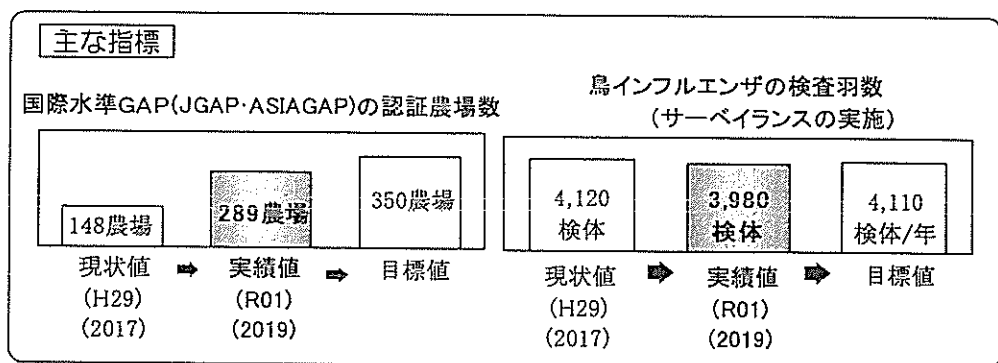 主な指標
国際水準GAP(JGAP・ASIAGAP)の認証農場数
148農場
289農場
350農場
現状値
(H29)
(2017)
➡
実績値
(R01)
(2019)
➡
目標値
鳥インフルエンザの検査羽数
(サーベイランスの実施)
4,120
検体
3,980
検体
4,110
検体/年
現状値
(H29)
(2017)
➡
実績値
(R01)
(2019)
➡
目標値